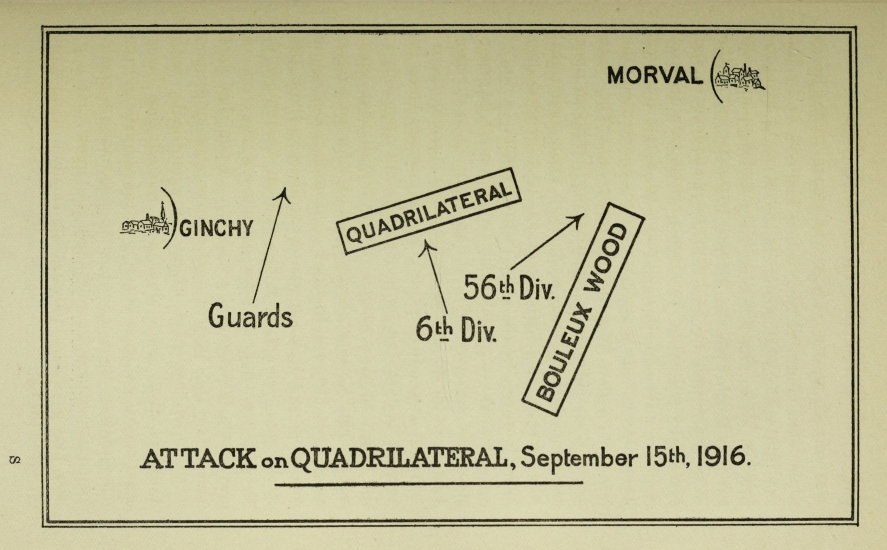 MORVAL
GINCHY
QUADRILATERAL
Guards
56th Div.
6th Div.
BOULEUX WOOD
ATTACK on QUADRILATERAL, September 15th, 1916.
S